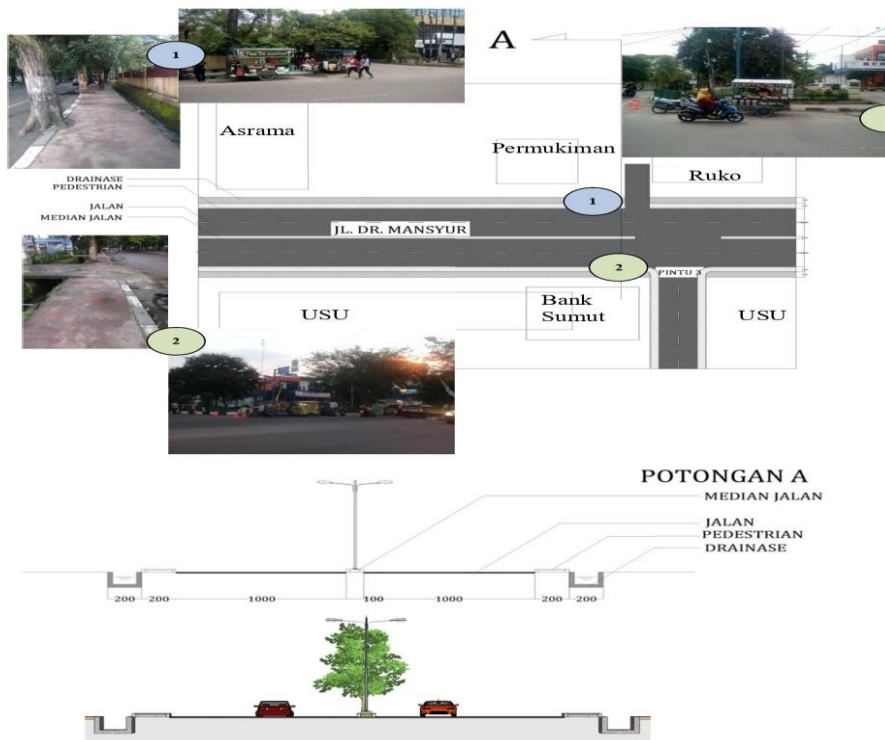 1
A
Asrama
Permukiman
Ruko
DRAINASE
PEDESTRIAN
JALAN
MEDIAN JALAN
1
JL. DR. MANSYUR
2
PINTU 3
USU
Bank
Sumut
USU
2
POTONGAN A
MEDIAN JALAN
JALAN
PEDESTRIAN
DRAINASE
200 200 1000 100 1000 200 200